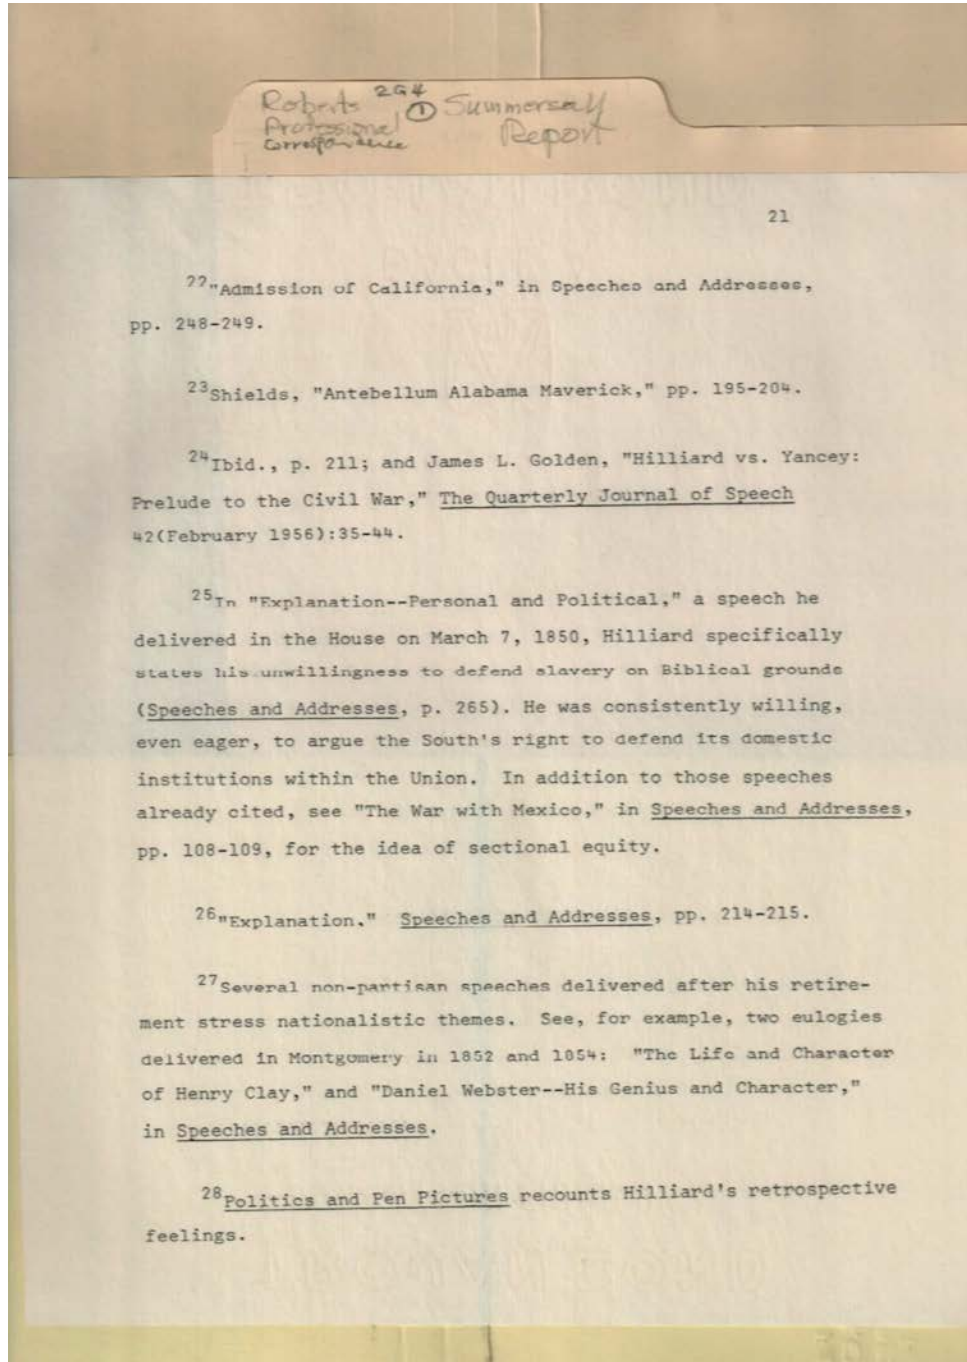 2G4
Roberts ① Summersell
Professional Report
Correspondence
21
22"Admission of California," in Speeches and Addresses,
pp. 248-249.
23Shields, "Antebellum Alabama Maverick," pp. 195-204.
24Ibid., p. 211; and James L. Golden, "Hilliard vs. Yancey:
Prelude to the Civil War," The Quarterly Journal of Speech
42(February 1956):35-44.
25In "Explanation--Personal and Political," a speech he
delivered in the House on March 7, 1850, Hilliard specifically
states his unwillingness to defend slavery on Biblical grounds
(Speeches and Addresses, p. 265). He was consistently willing,
even eager, to argue the South's right to defend its domestic
institutions within the Union. In addition to those speeches
already cited, see "The War with Mexico," in Speeches and Addresses,
pp. 108-109, for the idea of sectional equity.
26"Explanation." Speeches and Addresses, pp. 214-215.
27Several non-partisan speeches delivered after his retire-
ment stress nationalistic themes. See, for example, two eulogies
delivered in Montgomery in 1852 and 1854: "The Life and Character
of Henry Clay," and "Daniel Webster--His Genius and Character,"
in Speeches and Addresses.
28Politics and Pen Pictures recounts Hilliard's retrospective
feelings.